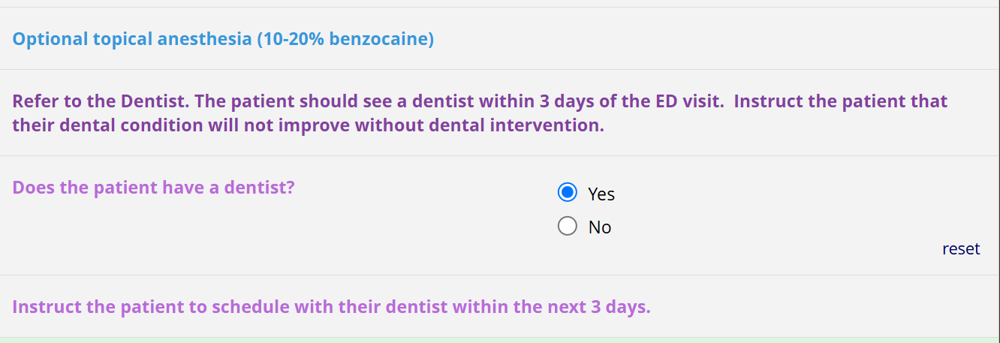 Optional topical anesthesia (10-20% benzocaine)
Refer to the Dentist. The patient should see a dentist within 3 days of the ED visit.  Instruct the patient that
their dental condition will not improve without dental intervention.
Does the patient have a dentist?
Yes
No
reset
Instruct the patient to schedule with their dentist within the next 3 days.